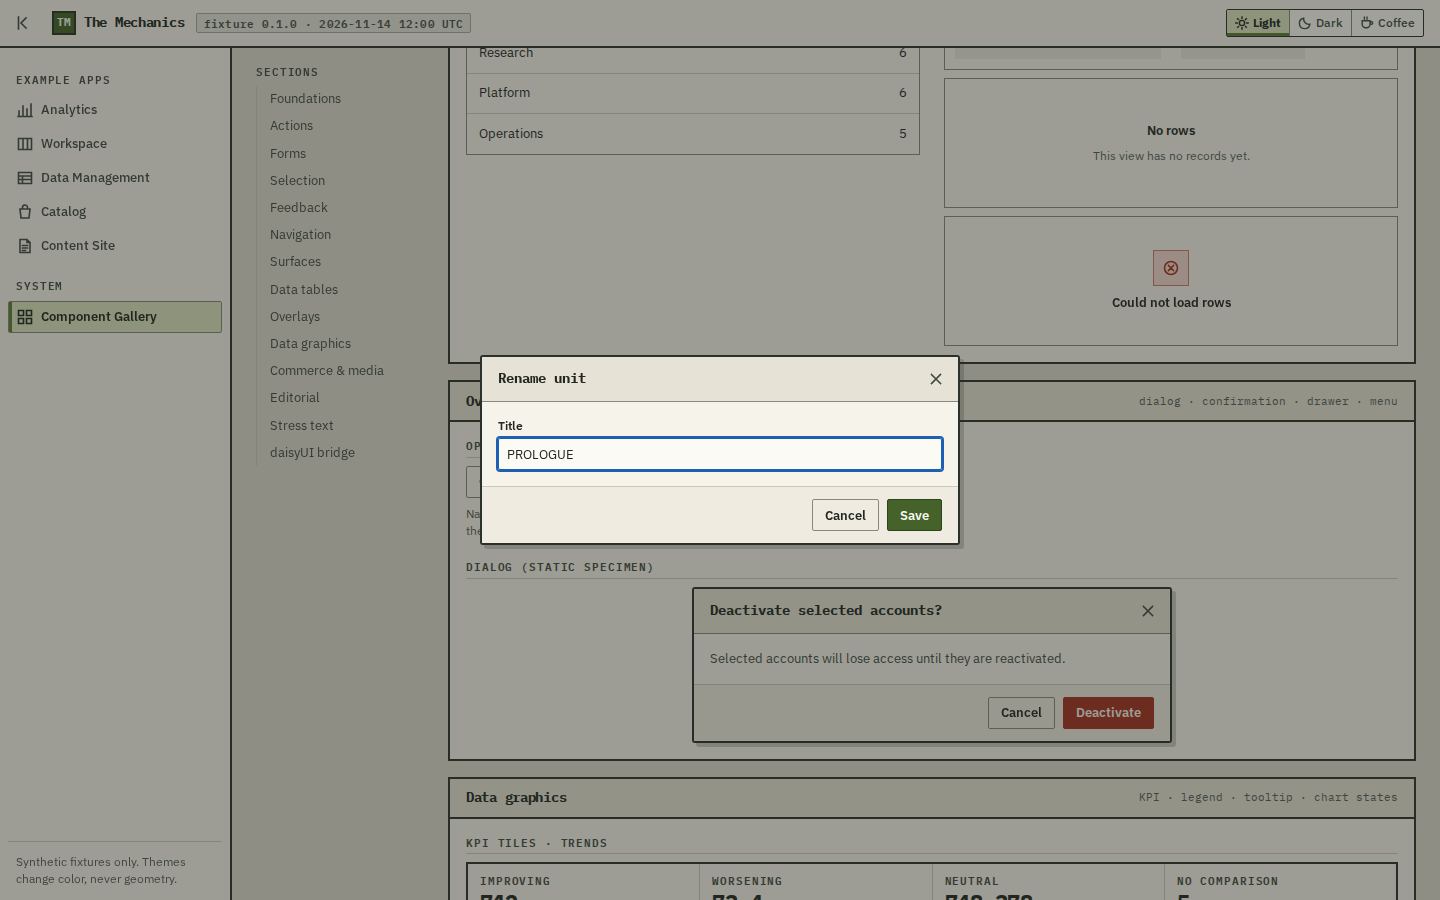 TM The Mechanics fixture 0.1.0 · 2026-11-14 12:00 UTC Light Dark Coffee
EXAMPLE APPS
Analytics
Workspace
Data Management
Catalog
Content Site
SYSTEM
Component Gallery
Synthetic fixtures only. Themes
change color, never geometry.
SECTIONS
Foundations
Actions
Forms
Selection
Feedback
Navigation
Surfaces
Data tables
Overlays
Data graphics
Commerce & media
Editorial
Stress text
daisyUI bridge
Research 6
Platform 6
Operations 5
No rows
This view has no records yet.
Could not load rows
dialog · confirmation · drawer · menu
Rename unit
Title
PROLOGUE
Cancel Save
DIALOG (STATIC SPECIMEN)
Deactivate selected accounts?
Selected accounts will lose access until they are reactivated.
Cancel Deactivate
Data graphics KPI · legend · tooltip · chart states
KPI TILES · TRENDS
IMPROVING WORSENING NEUTRAL NO COMPARISON